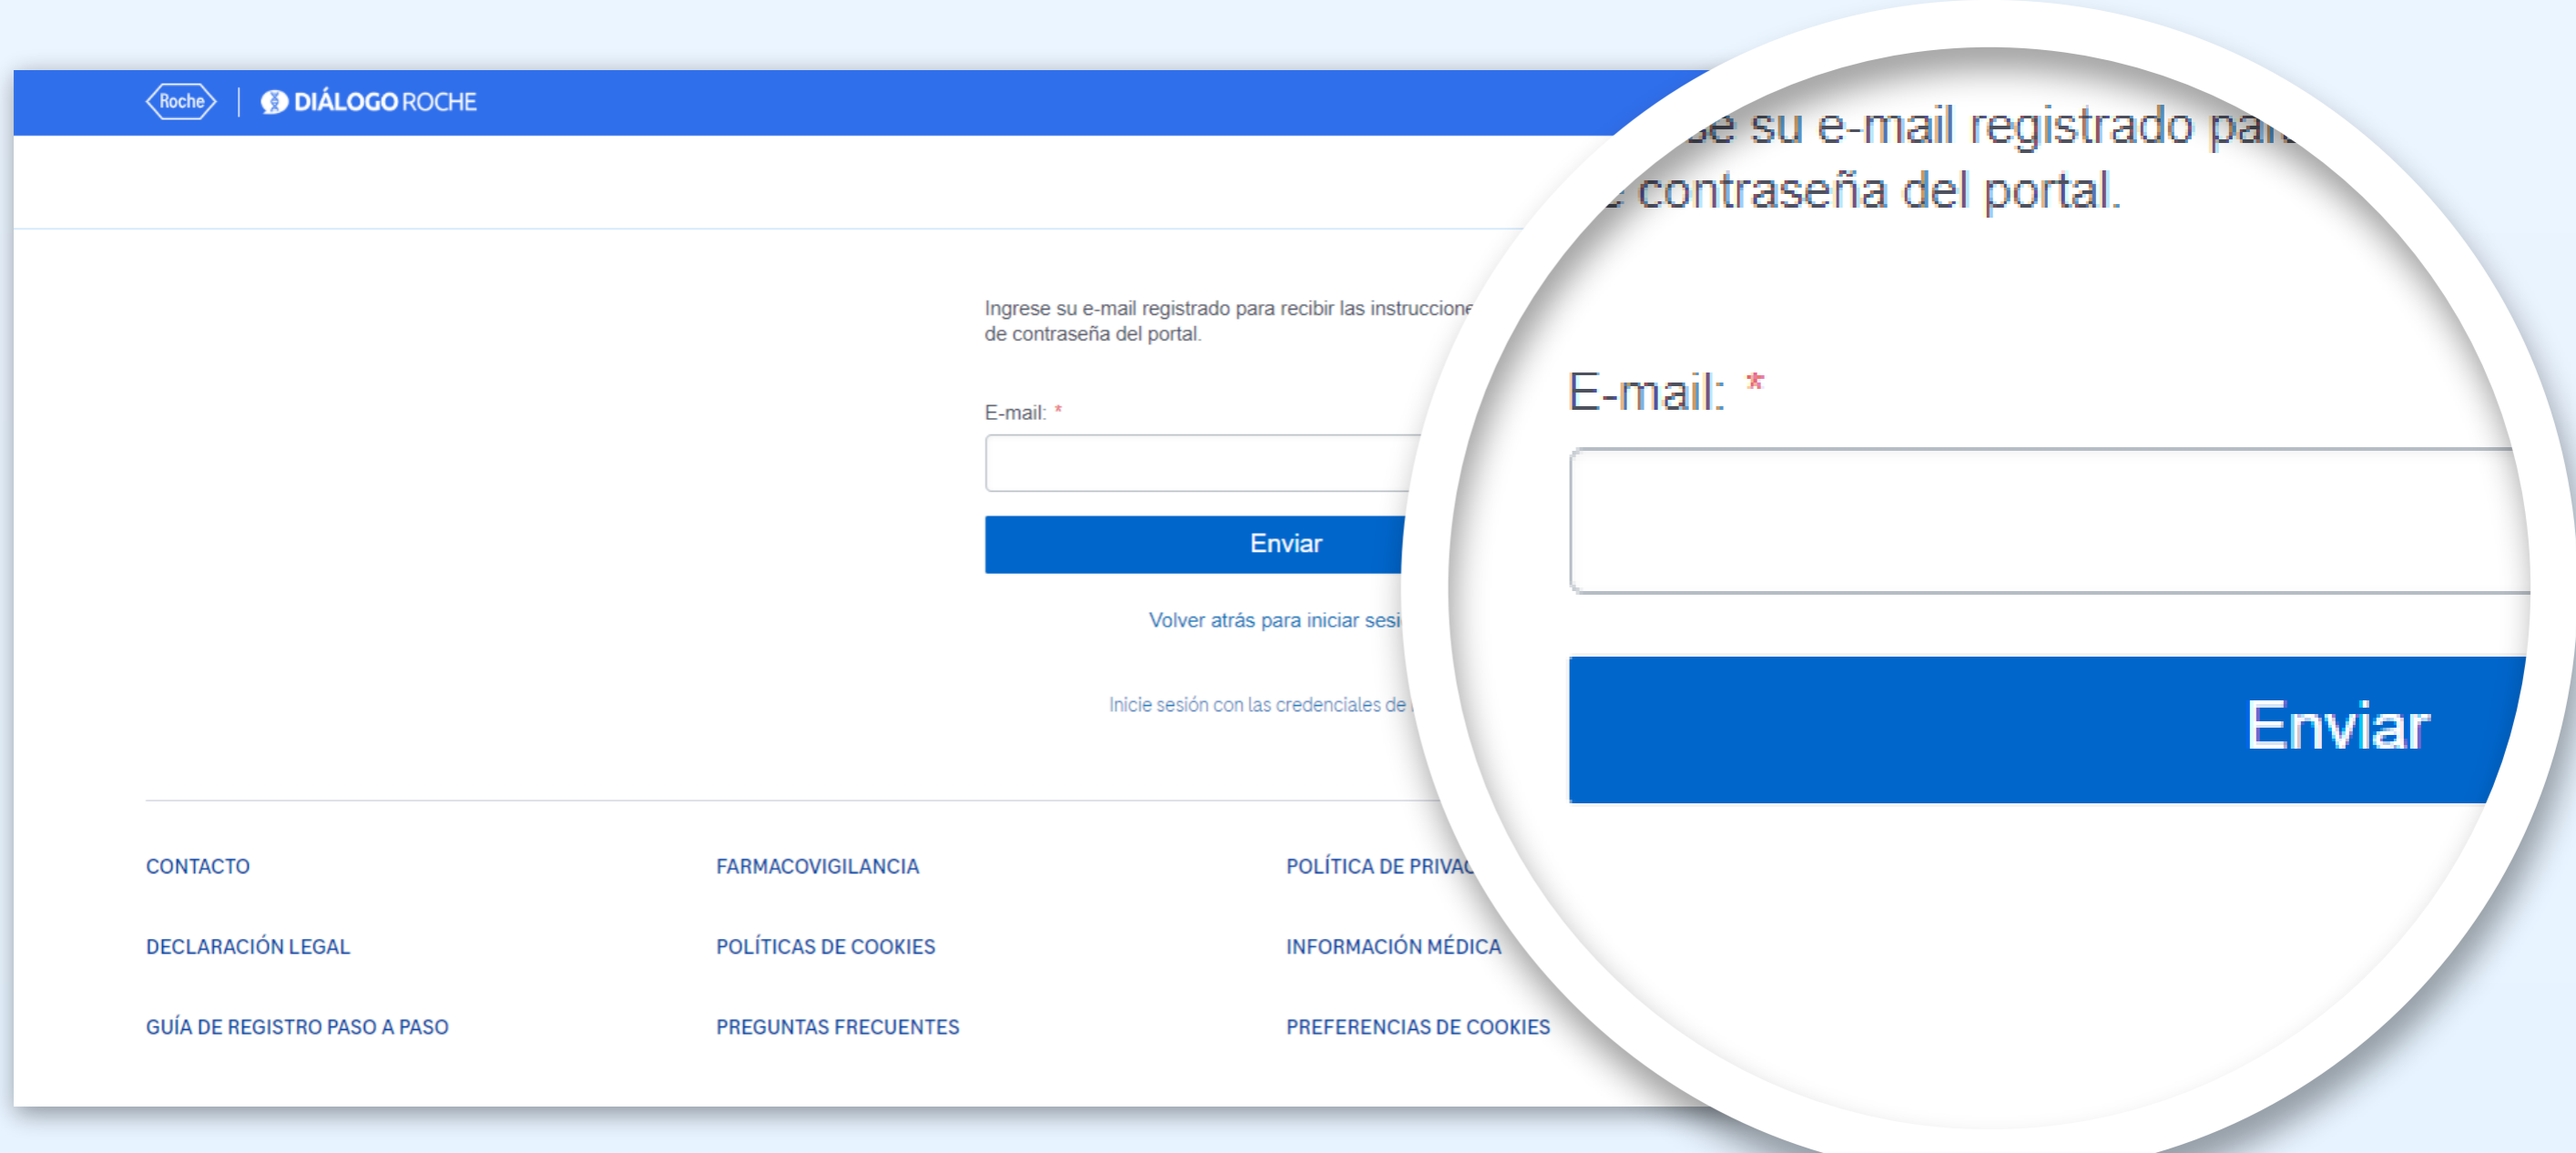 Roche | DIÁLOGO ROCHE
Ingrese su e-mail registrado para recibir las
de contraseña del portal.
E-mail: *
Enviar
Volver atrás para iniciar
Inicie sesión con las credenciales de
su e-mail registrado
contraseña del portal.
E-mail: *
Enviar
CONTACTO
FARMACOVIGILANCIA
POLÍTICA DE
DECLARACIÓN LEGAL
POLÍTICAS DE COOKIES
INFORMACIÓN MÉDICA
GUÍA DE REGISTRO PASO A PASO
PREGUNTAS FRECUENTES
PREFERENCIAS DE COOKIES